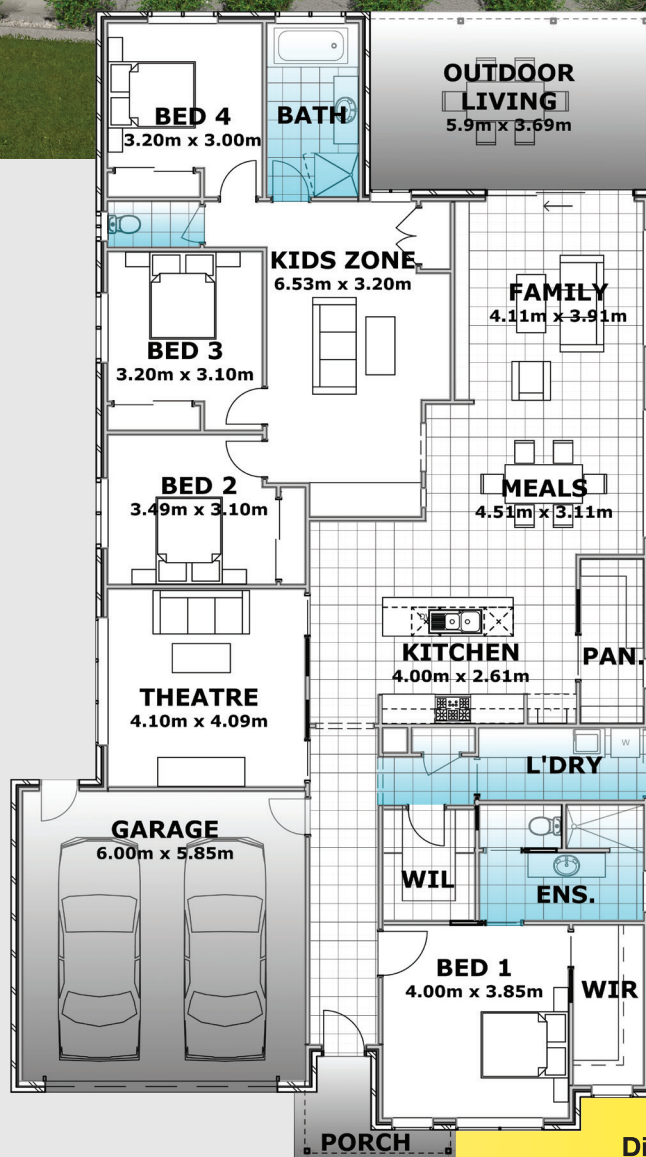 OUTDOOR
LIVING
5.9m x 3.69m
BED 4
3.20m x 3.00m
BATH
KIDS ZONE
6.53m x 3.20m
FAMILY
4.11m x 3.91m
BED 3
3.20m x 3.10m
BED 2
3.49m x 3.10m
MEALS
4.51m x 3.11m
KITCHEN
4.00m x 2.61m
PAN.
THEATRE
4.10m x 4.09m
W
L'DRY
GARAGE
6.00m x 5.85m
WIL
ENS.
BED 1
4.00m x 3.85m
WIR
PORCH
Di